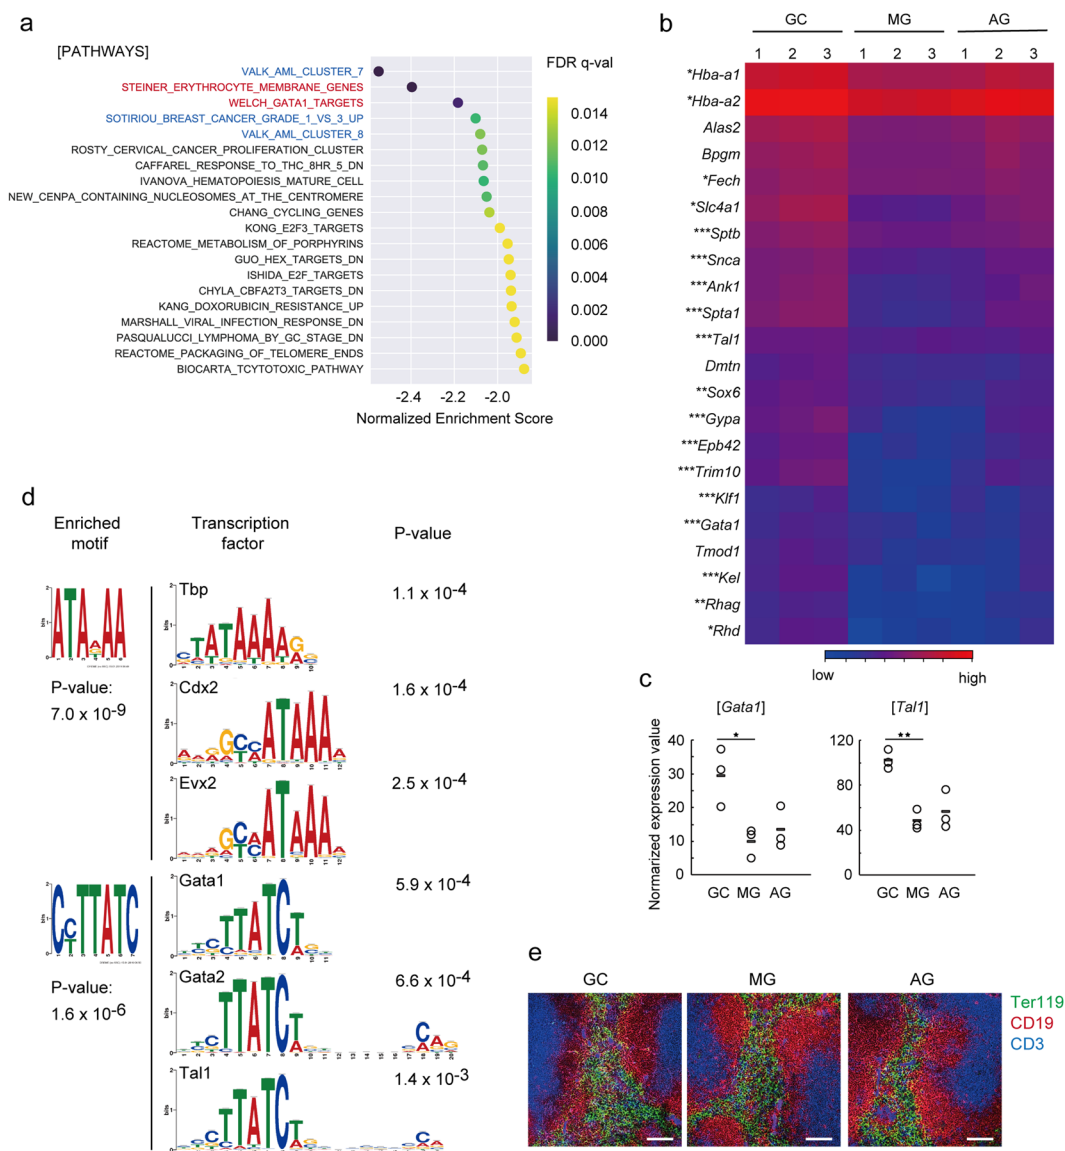 a
[PATHWAYS]
VALK_AML_CLUSTER_7
STEINER_ERYTHROCYTE_MEMBRANE_GENES
WELCH_GATA1_TARGETS
SOTIRIOU_BREAST_CANCER_GRADE_1_VS_3_UP
VALK_AML_CLUSTER_8
ROSTY_CERVICAL_CANCER_PROLIFERATION_CLUSTER
CAFFAREL_RESPONSE_TO_THC_8HR_5_DN
IVANOVA_HEMATOPOIESIS_MATURE_CELL
NEW_CENPA_CONTAINING_NUCLEOSOMES_AT_THE_CENTROMERE
CHANG_CYCLING_GENES
KONG_E2F3_TARGETS
REACTOME_METABOLISM_OF_PORPHYRINS
GUO_HEX_TARGETS_DN
ISHIDA_E2F_TARGETS
CHYLA_CBFA2T3_TARGETS_DN
KANG_DOXORUBICIN_RESISTANCE_UP
MARSHALL_VIRAL_INFECTION_RESPONSE_DN
PASQUALUCCI_LYMPHOMA_BY_GC_STAGE_DN
REACTOME_PACKAGING_OF_TELOMERE_ENDS
BIOCARTA_TCYTOTOXIC_PATHWAY
-2.4 -2.2 -2.0
Normalized Enrichment Score
FDR q-val
0.014
0.012
0.010
0.008
0.006
0.004
0.002
0.000
b
GC MG AG
1 2 3 1 2 3 1 2 3
*Hba-a1
*Hba-a2
Alas2
Bpgm
*Fech
*Slc4a1
***Sptb
***Snca
***Ank1
***Spta1
***Tal1
Dmtn
**Sox6
***Gypa
***Epb42
***Trim10
***Klf1
***Gata1
Tmod1
***Kel
**Rhag
*Rhd
low high
c
[Gata1] [Tal1]
Normarized expression value
40
30
20
10
0
GC MG AG
*
120
80
40
0
GC MG AG
**
d
Enriched motif
Transcription factor
P-value
P-value:
7.0 x 10-9
Tbp
1.1 x 10-4
Cdx2
1.6 x 10-4
Evx2
2.5 x 10-4
P-value:
1.6 x 10-6
Gata1
5.9 x 10-4
Gata2
6.6 x 10-4
Tal1
1.4 x 10-3
e
GC MG AG
Ter119
CD19
CD3